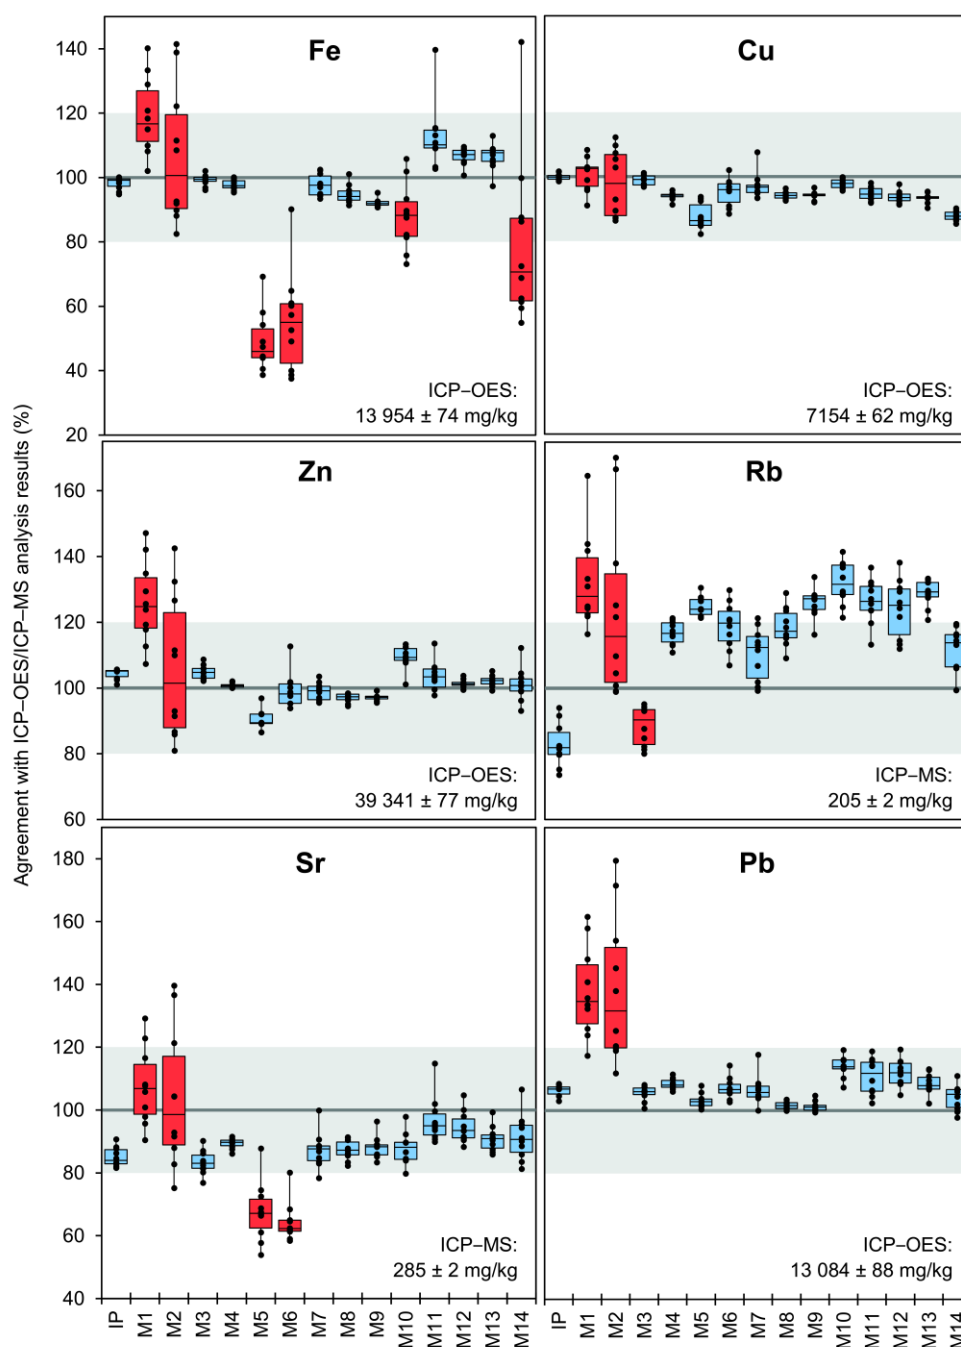 Agreement with ICP–OES/ICP–MS analysis results (%)
Fe
140
120
100
80
60
40
20
ICP–OES:
13 954 ± 74 mg/kg
Cu
ICP–OES:
7154 ± 62 mg/kg
Zn
160
140
120
100
80
60
ICP–OES:
39 341 ± 77 mg/kg
Rb
ICP–MS:
205 ± 2 mg/kg
Sr
180
160
140
120
100
80
60
40
ICP–MS:
285 ± 2 mg/kg
Pb
ICP–OES:
13 084 ± 88 mg/kg
IP M1 M2 M3 M4 M5 M6 M7 M8 M9 M10 M11 M12 M13 M14
IP M1 M2 M3 M4 M5 M6 M7 M8 M9 M10 M11 M12 M13 M14